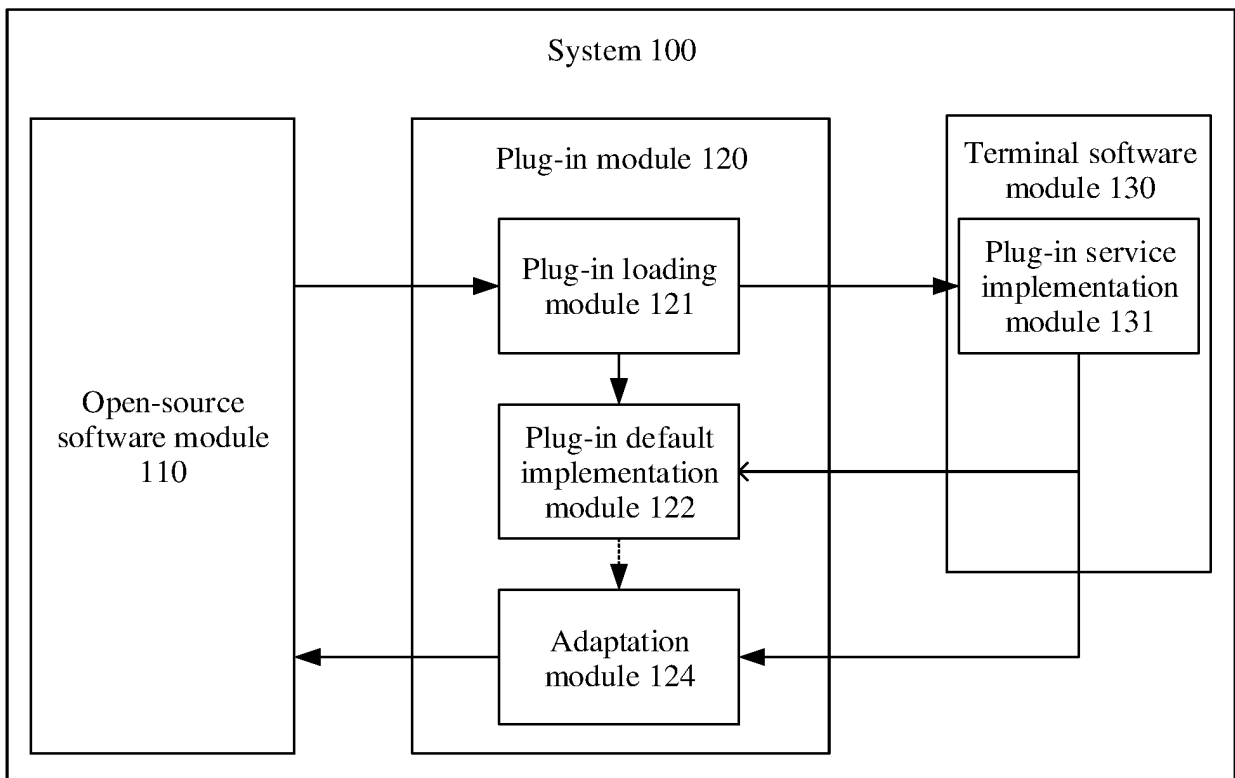 System 100
Open-source
software module
110
Plug-in module 120
Plug-in loading
module 121
Plug-in default
implementation
module 122
Adaptation
module 124
Terminal software
module 130
Plug-in service
implementation
module 131